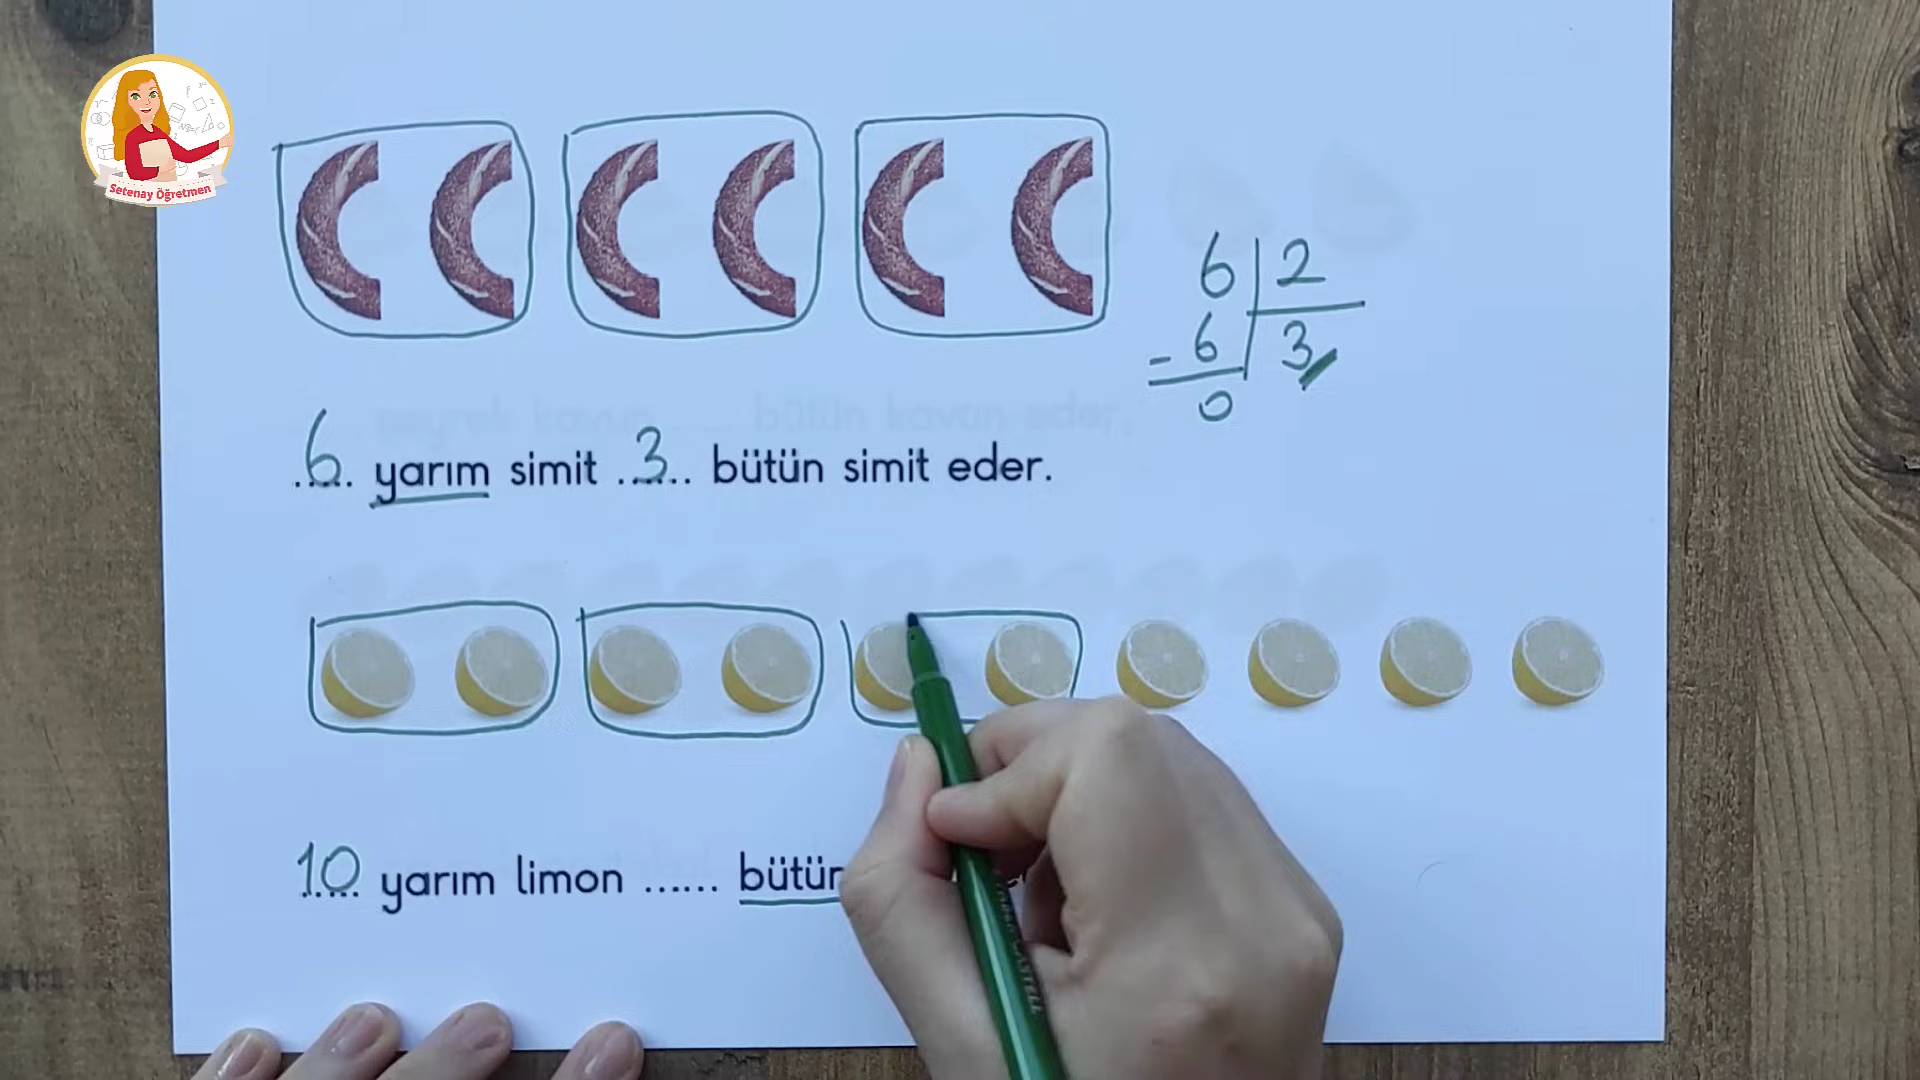 Setenay Öğretmen
6 2
- 6 3
0
6 yarım simit 3 bütün simit eder.
10 yarım limon ...... bütün